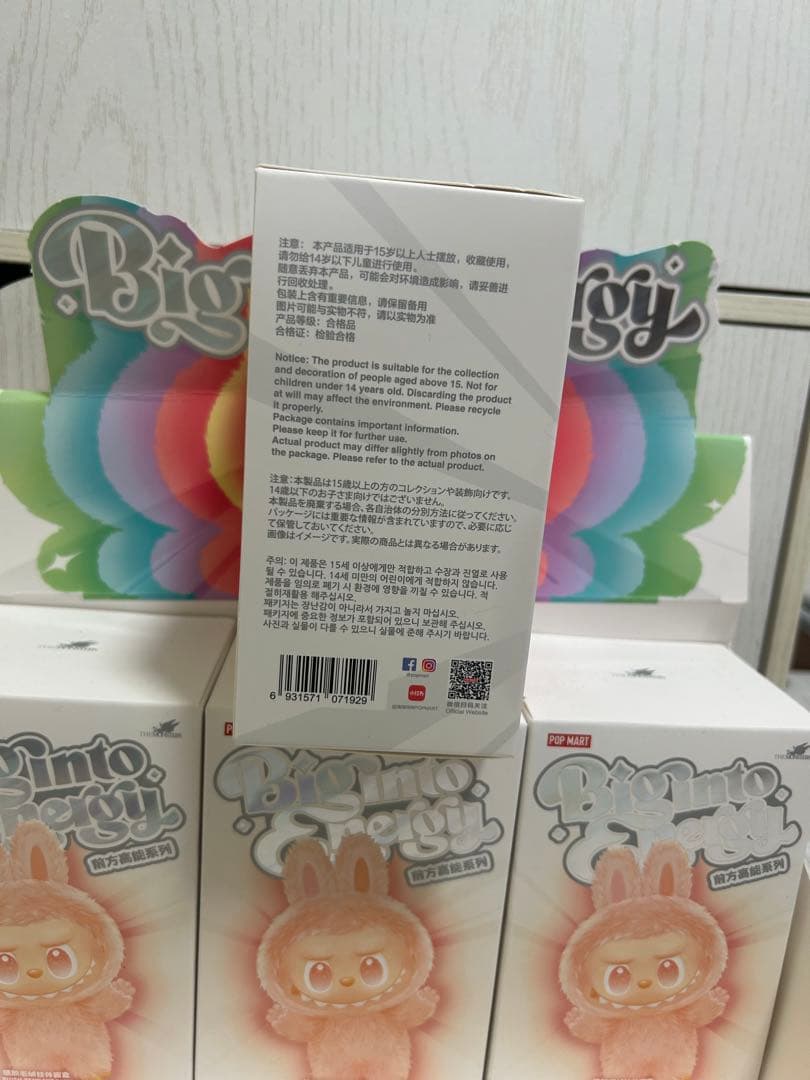 Big
rgy
注意： 本产品适用于15岁以上人士摆放，收藏使用，
请勿给14岁以下儿童进行使用。
随意丢弃本产品，可能会对环境造成影响，请妥善进
行回收处理。
包装上含有重要信息，请保留备用
图片可能与实物不符，请以实物为准
产品等级：合格品
合格证：检验合格
Notice: The product is suitable for the collection
and decoration of people aged above 15. Not for
children under 14 years old. Discarding the product
at will may affect the environment. Please recycle
it properly.
Package contains important information.
Please keep it for further uae.
Actual product may differ slightly from photos on
the package. Please refer to the actual product.
注意：本製品は15歳以上の方のコレクションや装飾向けです。
14歳以下のお子さま向けではございません。
本製品を廃棄する場合、各自治体の分別方法に従ってください。
パッケージには重要な情報が含まれていますので、必要に応じ
て保管しておいてください。
画像はイメージです。実際の商品とは異なる場合があります。
주의: 이 제품은 15세 이상에게만 적합하고 수장과 진열로 사용
될 수 있습니다. 14세 미만의 어린이에게 적합하지 않습니다.
제품을 임의로 폐기 시 환경에 영향을 끼칠 수 있습니다. 적
절히재활용 해주십시오.
패키지는 장난감이 아니라서 가지고 놀지 마십시오.
패키지에 중요한 정보가 포함되어 있으니 보관해 주십시오.
사진과 실물이 다를 수 있으니 실물에 준해 주시기 바랍니다.
6 931571 071929
@popmart
小红书
微信扫码关注
Official Website
g into
Energy
前方高能系列
Big into
Energy
前方高能系列
POP MART
Big into
Energy
前方高能系列